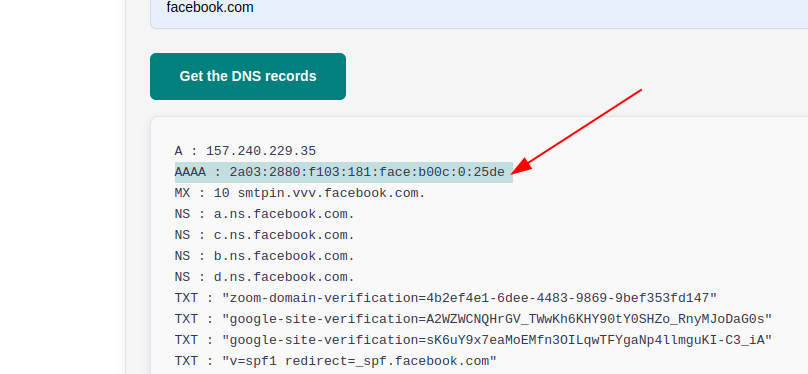 facebook.com
Get the DNS records
A : 157.240.229.35
AAAA : 2a03:2880:f103:181:face:b00c:0:25de
MX : 10 smtpin.vvv.facebook.com.
NS : a.ns.facebook.com.
NS : c.ns.facebook.com.
NS : b.ns.facebook.com.
NS : d.ns.facebook.com.
TXT : "zoom-domain-verification=4b2ef4e1-6dee-4483-9869-9bef353fd147"
TXT : "google-site-verification=A2WZWCNQHrGV_TWwKh6KHY90tY0SHZo_RnyMJoDaG0s"
TXT : "google-site-verification=sK6uY9x7eaMoEMfn3OILqwTFYgaNp4llmguKI-C3_iA"
TXT : "v=spf1 redirect=_spf.facebook.com"